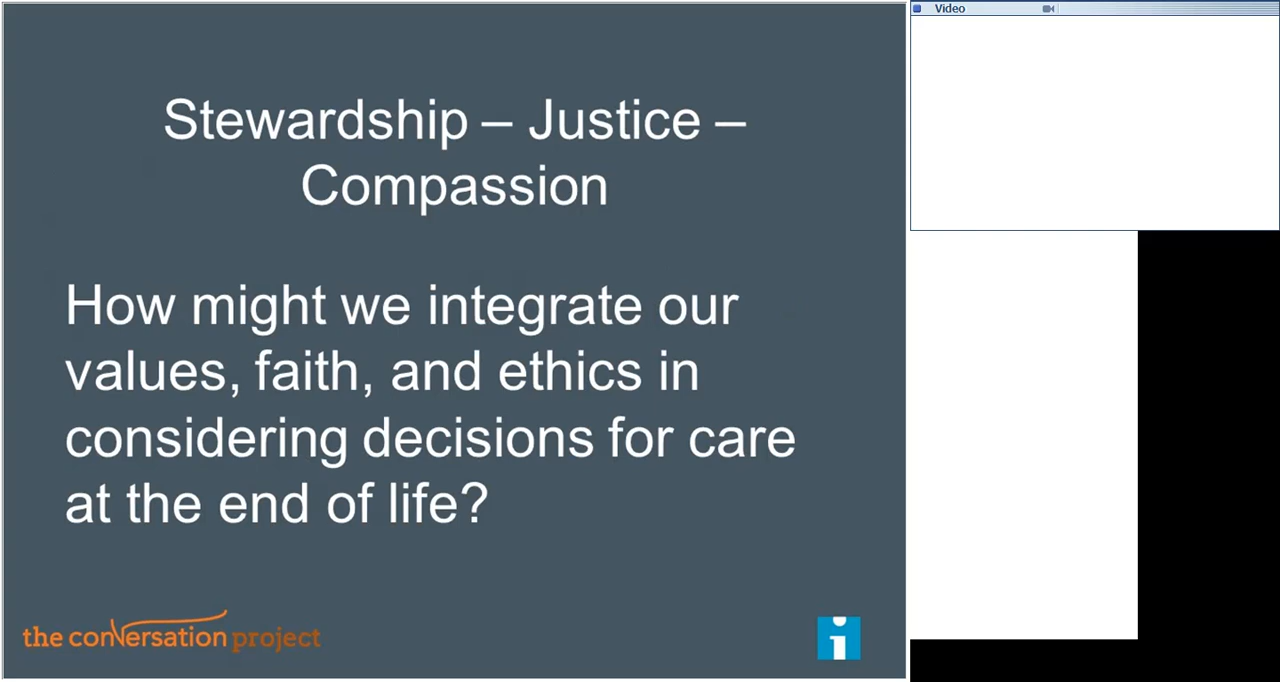 Stewardship – Justice –
Compassion
How might we integrate our
values, faith, and ethics in
considering decisions for care
at the end of life?
the conversation project
i
Video